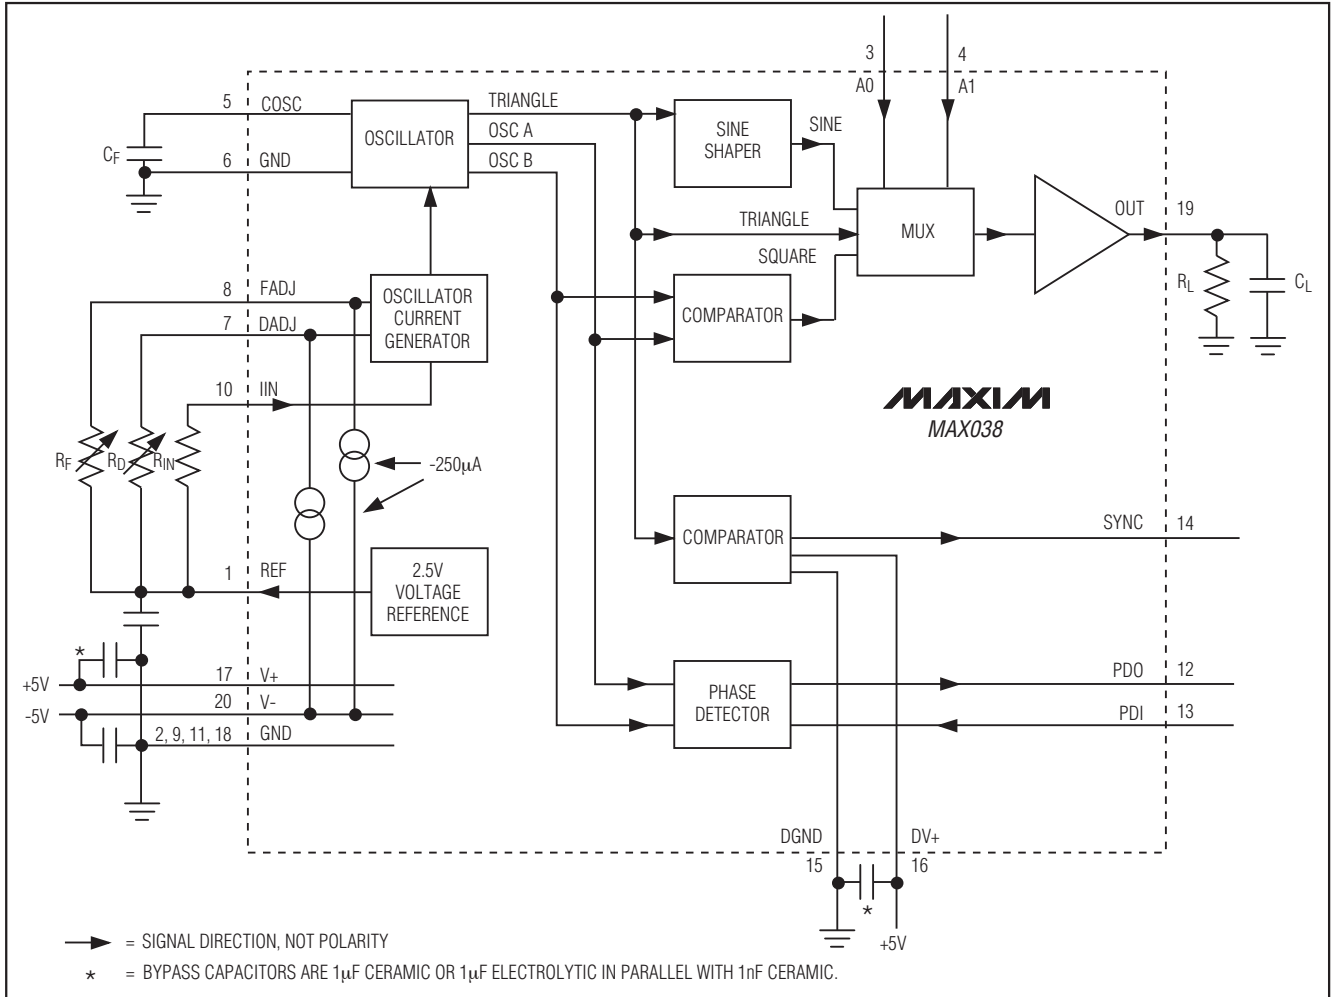 3
4
A0
A1
5
COSC
OSCILLATOR
TRIANGLE
OSC A
OSC B
SINE
SHAPER
SINE
CF
6
GND
TRIANGLE
SQUARE
MUX
OUT
19
RL
CL
8
FADJ
7
DADJ
OSCILLATOR
CURRENT
GENERATOR
COMPARATOR
10
IIN
MAXIM
MAX038
RF
RD
RIN
-250µA
COMPARATOR
SYNC
14
1
REF
2.5V
VOLTAGE
REFERENCE
*
+5V
17
V+
-5V
20
V-
2, 9, 11, 18
GND
PHASE
DETECTOR
PDO
12
PDI
13
DGND
DV+
15
16
*
+5V
= SIGNAL DIRECTION, NOT POLARITY
* = BYPASS CAPACITORS ARE 1µF CERAMIC OR 1µF ELECTROLYTIC IN PARALLEL WITH 1nF CERAMIC.